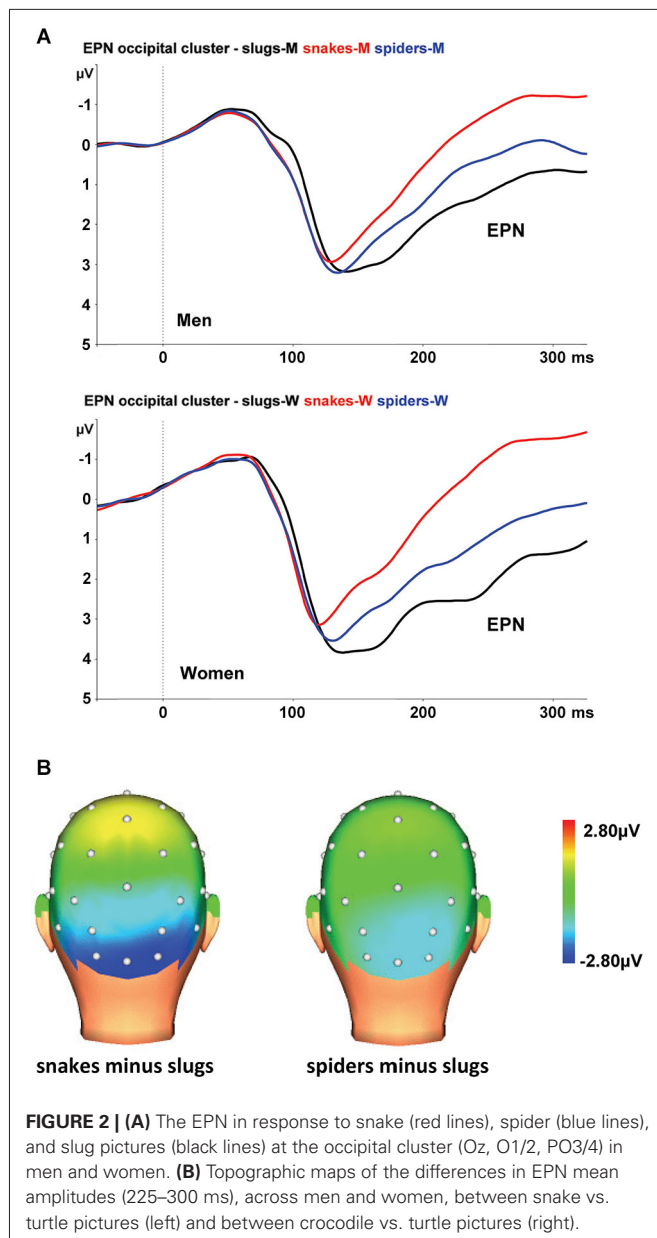 A
EPN occipital cluster - slugs-M snakes-M spiders-M
µV
-1
0
1
2
3
4
5
EPN
Men
0 100 200 300 ms
EPN occipital cluster - slugs-W snakes-W spiders-W
µV
-1
0
1
2
3
4
5
EPN
Women
0 100 200 300 ms
B
2.80µV
-2.80µV
snakes minus slugs spiders minus slugs
FIGURE 2 | (A) The EPN in response to snake (red lines), spider (blue lines),
and slug pictures (black lines) at the occipital cluster (Oz, O1/2, PO3/4) in
men and women. (B) Topographic maps of the differences in EPN mean
amplitudes (225–300 ms), across men and women, between snake vs.
turtle pictures (left) and between crocodile vs. turtle pictures (right).